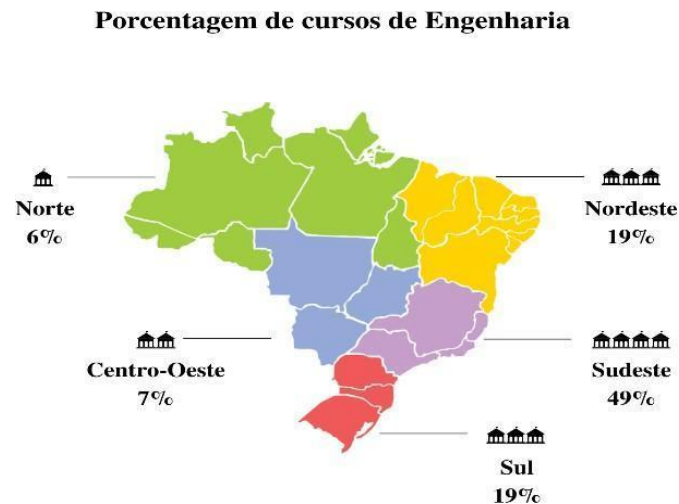 Porcentagem de cursos de Engenharia
Norte
6%
Nordeste
19%
Centro-Oeste
7%
Sudeste
49%
Sul
19%